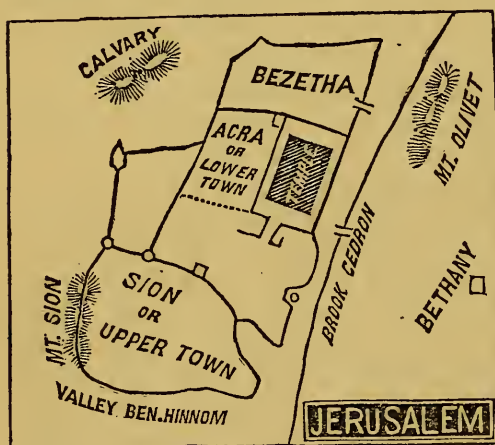 CALVARY
BEZETHA
MT. OLIVET
ACRA
OR
LOWER
TOWN
TEMPLE
BROOK CEDRON
BETHANY
MT. SION
SION
OR
UPPER TOWN
VALLEY BEN.HINNOM
JERUSALEM